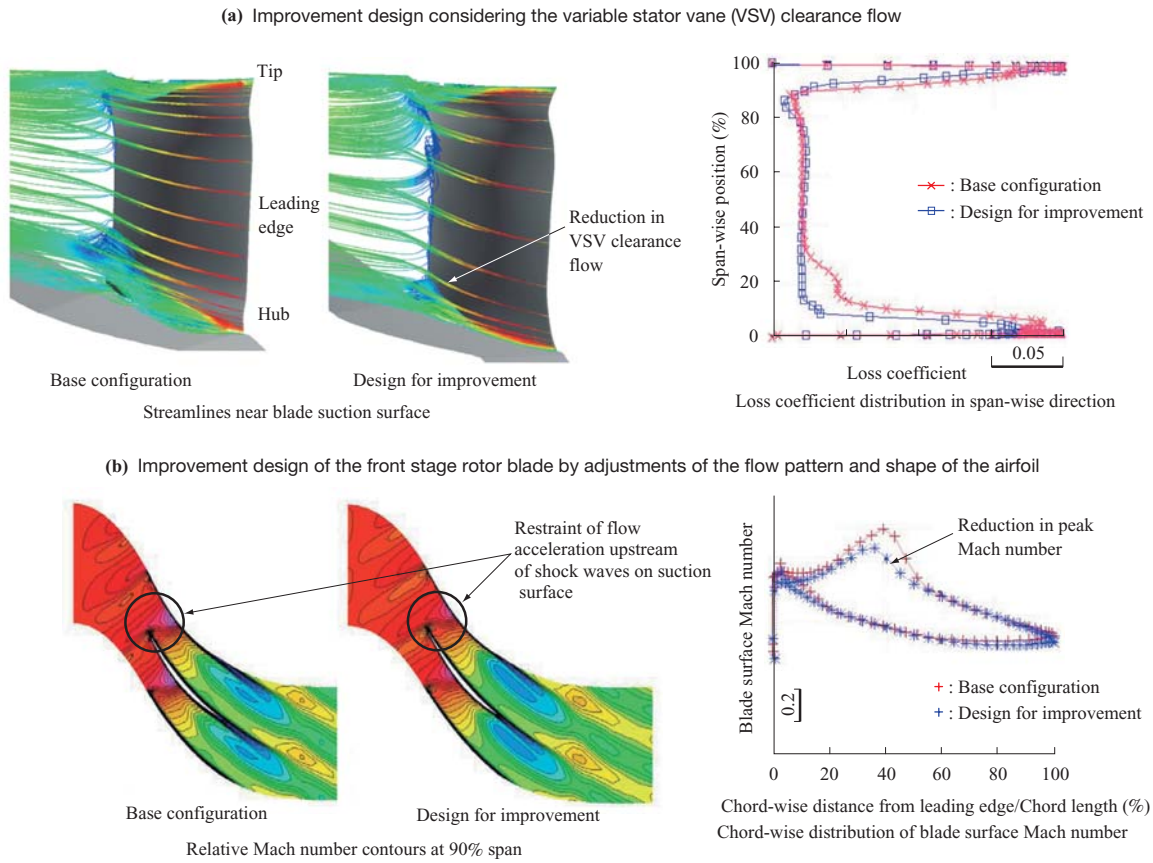 (a) Improvement design considering the variable stator vane (VSV) clearance flow
Tip
Leading
edge
Hub
Reduction in
VSV clearance
flow
Base configuration
Design for improvement
Streamlines near blade suction surface
100
80
60
40
20
0
Span-wise position (%)
: Base configuration
: Design for improvement
0.05
Loss coefficient
Loss coefficient distribution in span-wise direction
(b) Improvement design of the front stage rotor blade by adjustments of the flow pattern and shape of the airfoil
Restraint of flow
acceleration upstream
of shock waves on suction
surface
Base configuration
Design for improvement
Relative Mach number contours at 90% span
Blade surface Mach number
Reduction in peak
Mach number
: Base configuration
: Design for improvement
0.2
0 20 40 60 80 100
Chord-wise distance from leading edge/Chord length (%)
Chord-wise distribution of blade surface Mach number